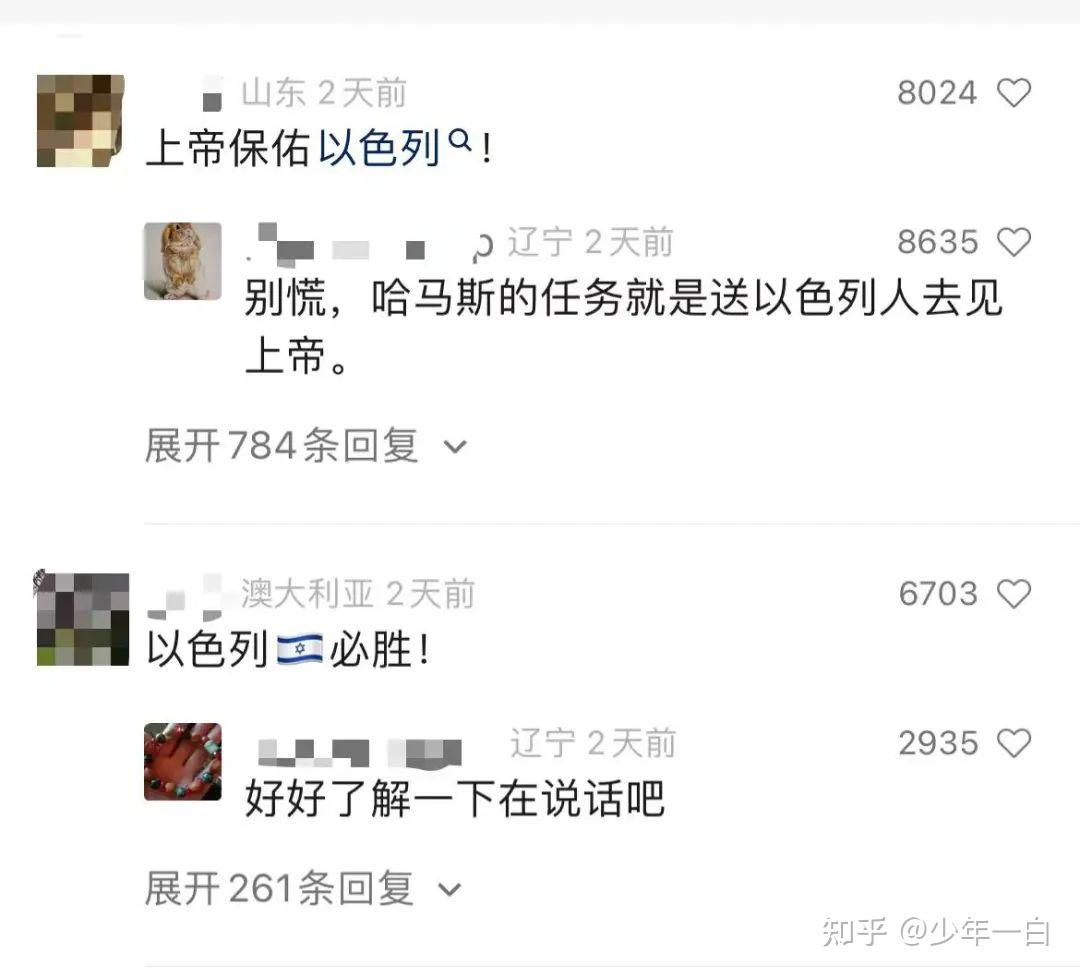 山东 2天前
8024
上帝保佑以色列！
辽宁 2天前
8635
别慌，哈马斯的任务就是送以色列人去见
上帝。
展开784条回复
澳大利亚 2天前
6703
以色列🇮🇱必胜！
辽宁 2天前
2935
好好了解一下在说话吧
展开261条回复
知乎 @少年一白